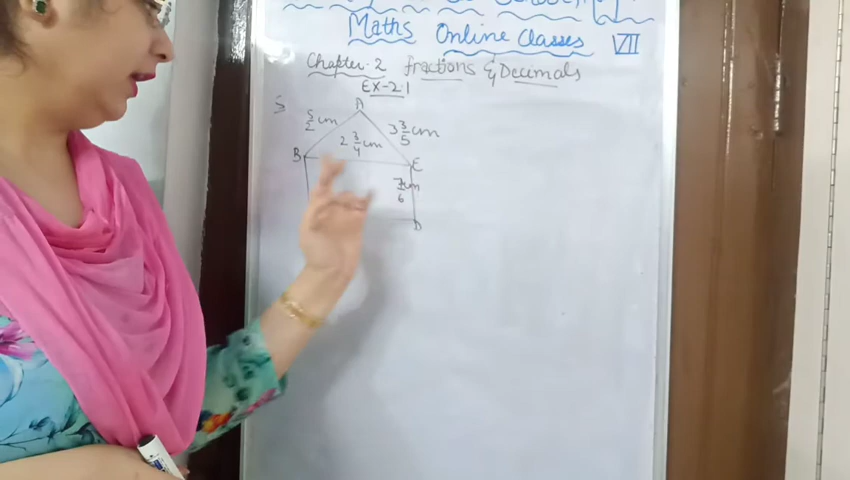 Maths Online Classes VII
Chapter-2 fractions & Decimals
EX-2.1
5
A
5/2 cm
3 3/5 cm
2 3/4 cm
B
E
7/6 cm
D